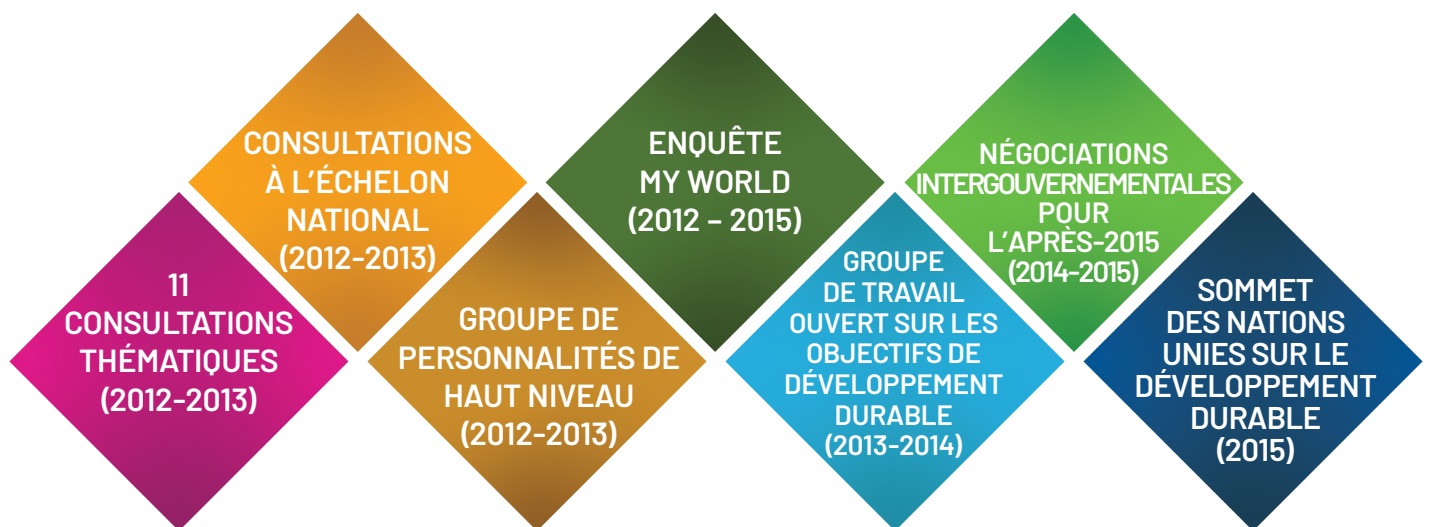 11
CONSULTATIONS
THÉMATIQUES
(2012-2013)
CONSULTATIONS
À L’ÉCHELON
NATIONAL
(2012-2013)
GROUPE DE
PERSONNALITÉS DE
HAUT NIVEAU
(2012-2013)
ENQUÊTE
MY WORLD
(2012 – 2015)
GROUPE
DE TRAVAIL
OUVERT SUR LES
OBJECTIFS DE
DÉVELOPPEMENT
DURABLE
(2013-2014)
NÉGOCIATIONS
INTERGOUVERNEMENTALES
POUR
L’APRÈS-2015
(2014-2015)
SOMMET
DES NATIONS
UNIES SUR LE
DÉVELOPPEMENT
DURABLE
(2015)